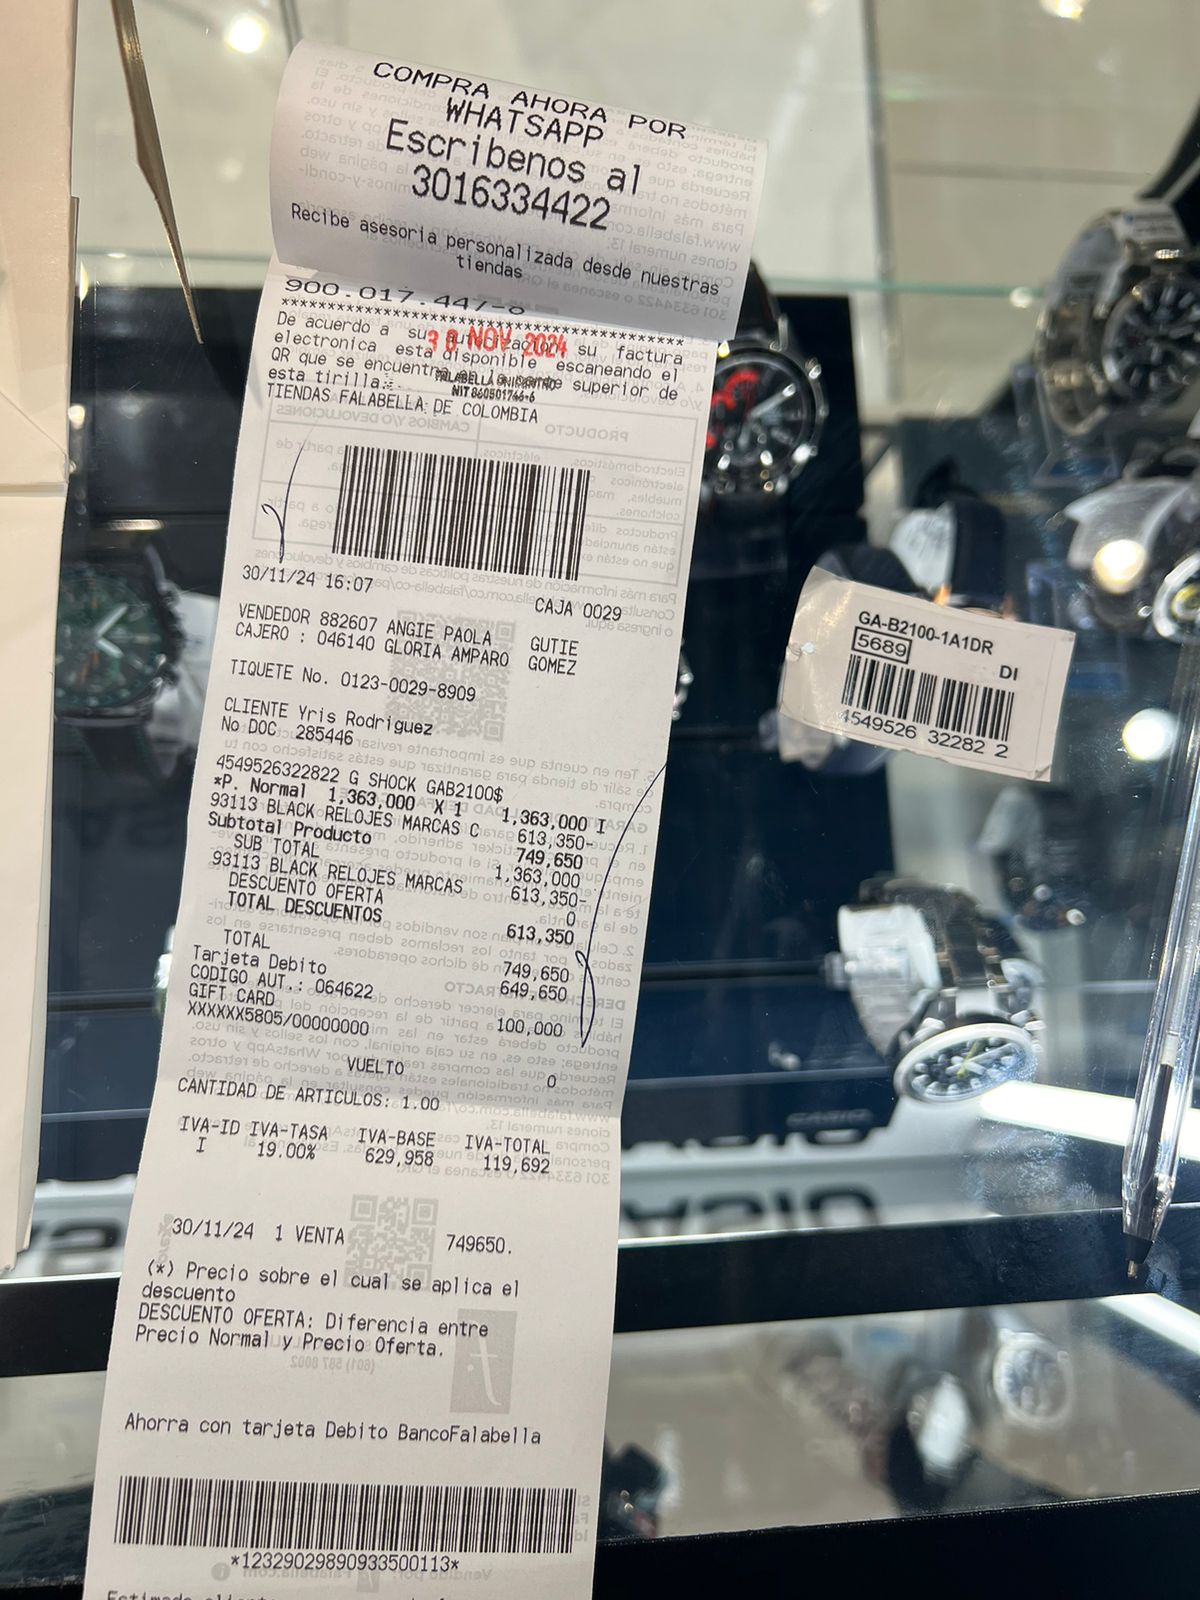 COMPRA AHORA POR
WHATSAPP
Escribenos al
3016334422
Recibe asesoria personalizada desde nuestras
tiendas
900.017.447-8
****************************************
De acuerdo a su autorizacion su factura
electronica esta disponible escaneando el
QR que se encuentra en la parte superior de
esta tirilla.
30 NOV 2024
NIT 860501766-6
TIENDAS FALABELLA DE COLOMBIA
30/11/24 16:07
CAJA 0029
VENDEDOR 882607 ANGIE PAOLA GUTIE
CAJERO : 046140 GLORIA AMPARO GOMEZ
TIQUETE No. 0123-0029-8909
CLIENTE Yris Rodriguez
No DOC 285446
4549526322822 G SHOCK GAB2100$
*P. Normal 1,363,000 X 1 1,363,000 I
93113 BLACK RELOJES MARCAS C 613,350-
Subtotal Producto 749,650
SUB TOTAL 1,363,000
93113 BLACK RELOJES MARCAS 613,350-
DESCUENTO OFERTA 0
TOTAL DESCUENTOS 613,350
TOTAL 749,650
Tarjeta Debito 649,650
CODIGO AUT.: 064622
GIFT CARD 100,000
XXXXXX5805/00000000
VUELTO 0
CANTIDAD DE ARTICULOS: 1.00
IVA-ID IVA-TASA IVA-BASE IVA-TOTAL
I 19.00% 629,958 119,692
30/11/24 1 VENTA 749650.
(*) Precio sobre el cual se aplica el
descuento
DESCUENTO OFERTA: Diferencia entre
Precio Normal y Precio Oferta.
Ahorra con tarjeta Debito BancoFalabella
*12329029890933500113*
GA-B2100-1A1DR
5689
DI
4549526 32282 2
CASIO